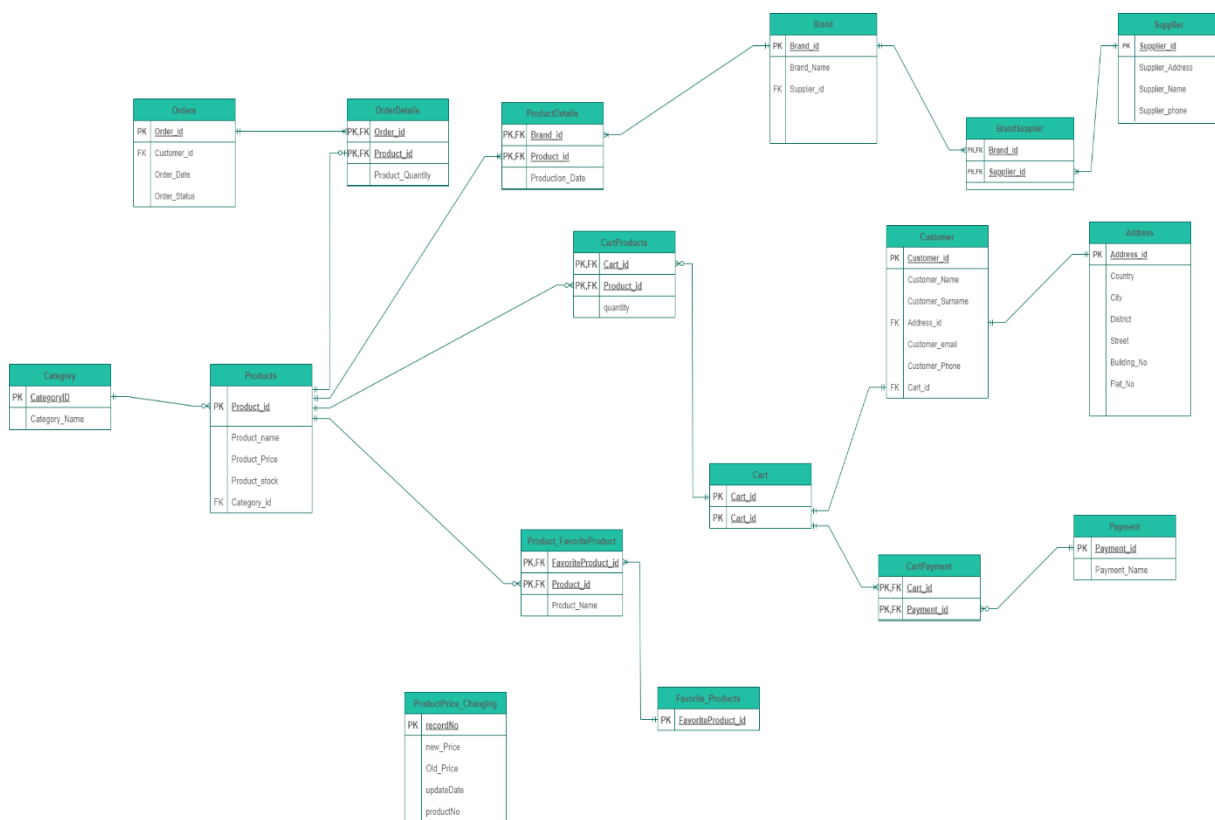 Brand
PK Brand_id
Brand_Name
FK Supplier_id
Supplier
PK Supplier_id
Supplier_Address
Supplier_Name
Supplier_phone
Orders
PK Order_id
FK Customer_id
Order_Date
Order_Status
OrderDetails
PK,FK Order_id
PK,FK Product_id
Product_Quantity
ProductDetails
PK,FK Brand_id
PK,FK Product_id
Production_Date
BrandSupplier
PK,FK Brand_id
PK,FK Supplier_id
CartProducts
PK,FK Cart_id
PK,FK Product_id
quantity
Customer
PK Customer_id
Customer_Name
Customer_Surname
FK Address_id
Customer_email
Customer_Phone
FK Cart_id
Address
PK Address_id
Country
City
District
Street
Building_No
Flat_No
Category
PK CategoryID
Category_Name
Products
PK Product_id
Product_name
Product_Price
Product_stock
FK Category_id
Cart
PK Cart_id
PK Cart_id
Product_FavoriteProduct
PK,FK FavoriteProduct_id
PK,FK Product_id
Product_Name
CartPayment
PK,FK Cart_id
PK,FK Payment_id
Payment
PK Payment_id
Payment_Name
ProductPrice_Changing
PK recordNo
new_Price
Old_Price
updateDate
productNo
Favorite_Products
PK FavoriteProduct_id